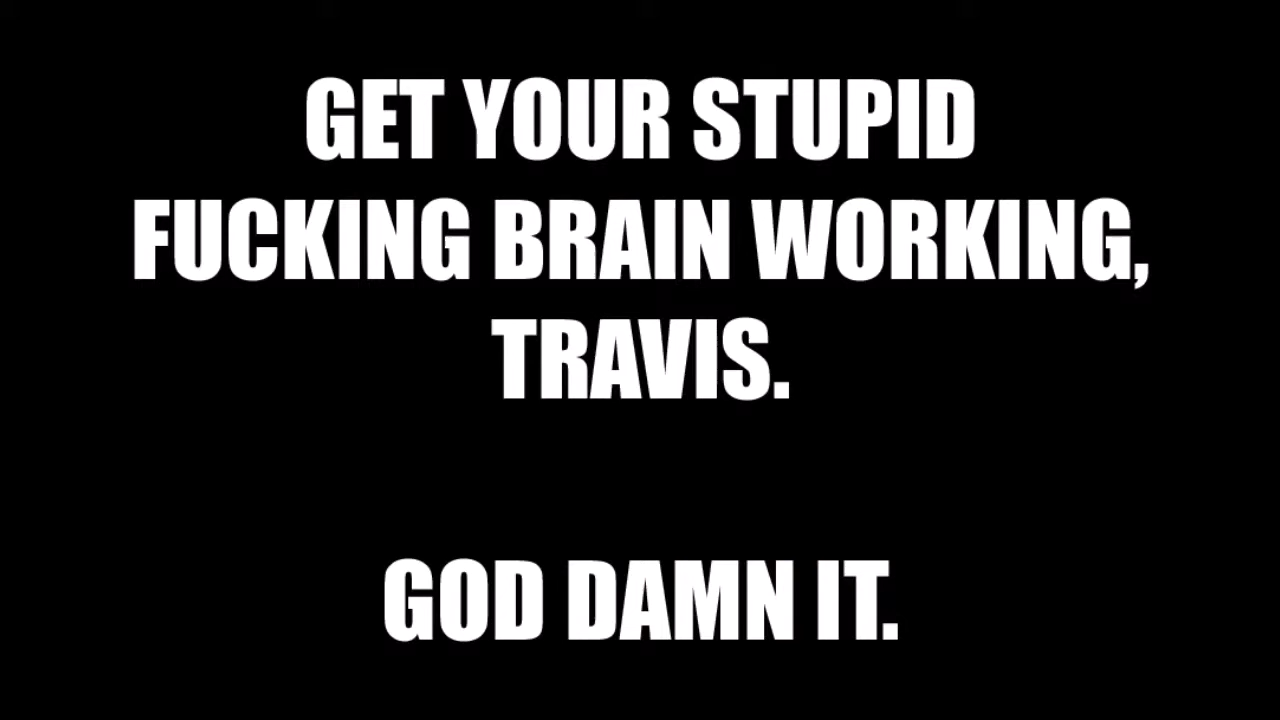 GET YOUR STUPID
FUCKING BRAIN WORKING,
TRAVIS.
GOD DAMN IT.